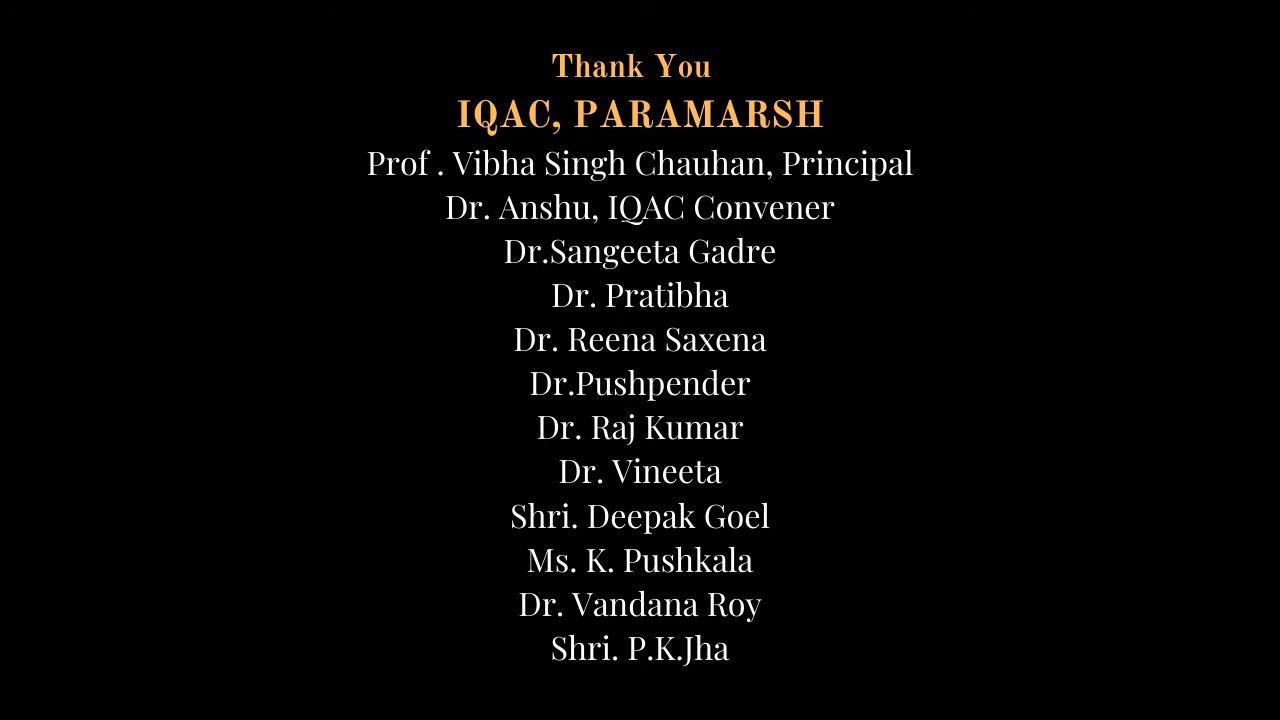 Thank You
IQAC, PARAMARSH
Prof . Vibha Singh Chauhan, Principal
Dr. Anshu, IQAC Convener
Dr.Sangeeta Gadre
Dr. Pratibha
Dr. Reena Saxena
Dr.Pushpender
Dr. Raj Kumar
Dr. Vineeta
Shri. Deepak Goel
Ms. K. Pushkala
Dr. Vandana Roy
Shri. P.K.Jha